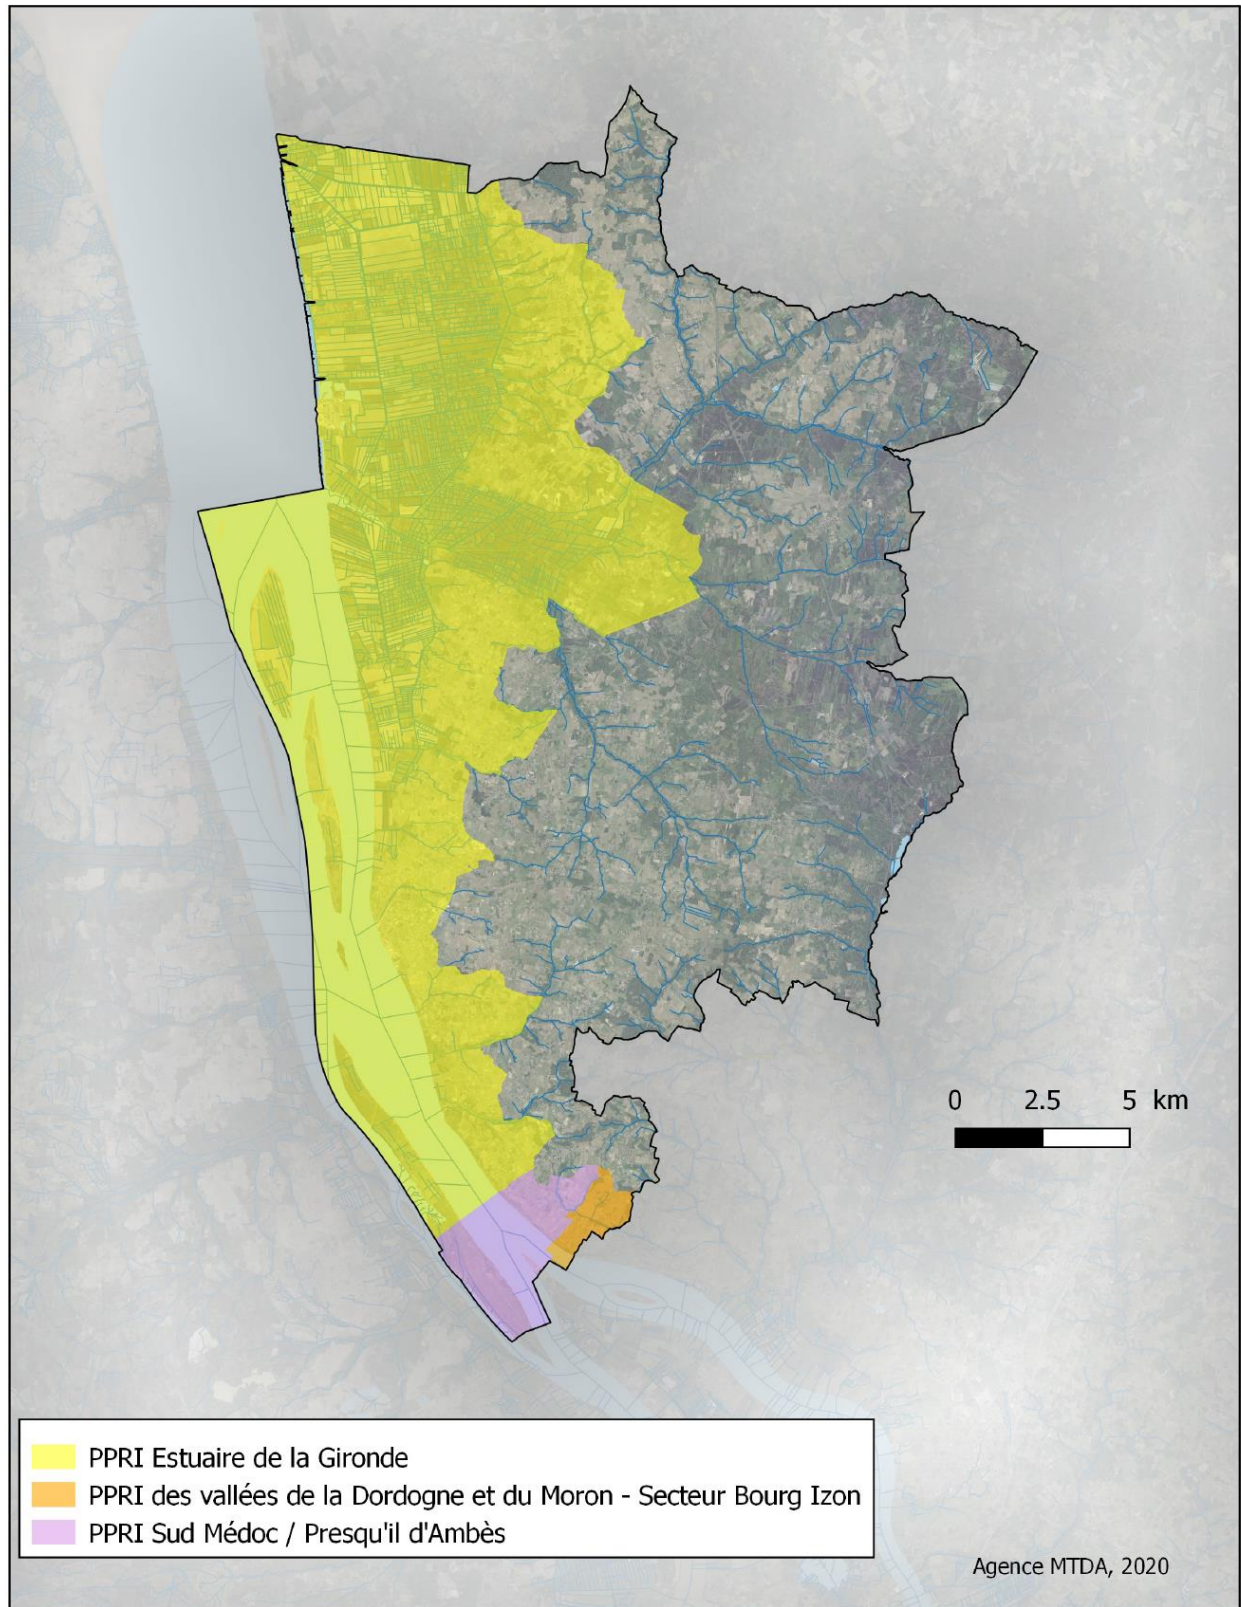 0 2.5 5 km
PPRI Estuaire de la Gironde
PPRI des vallées de la Dordogne et du Moron - Secteur Bourg Izon
PPRI Sud Médoc / Presqu'il d'Ambès
Agence MTDA, 2020